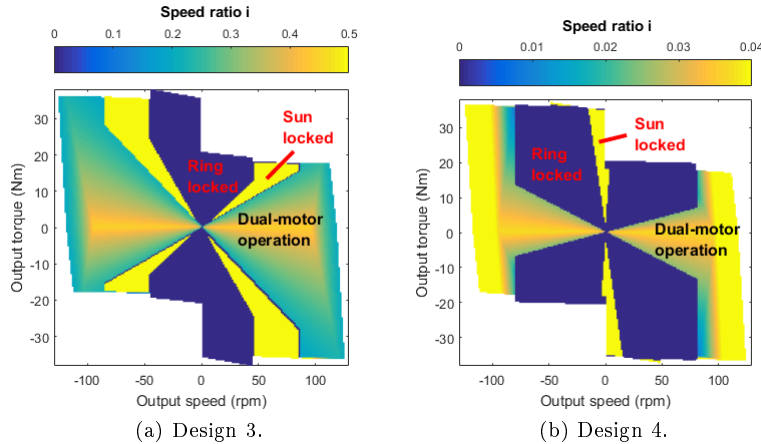 Speed ratio i
0 0.1 0.2 0.3 0.4 0.5
Output torque (Nm)
30
20
10
0
-10
-20
-30
Sun
locked
Ring
locked
Dual-motor
operation
-100 -50 0 50 100
Output speed (rpm)
(a) Design 3.
Speed ratio i
0 0.01 0.02 0.03 0.04
Output torque (Nm)
30
20
10
0
-10
-20
-30
Sun
locked
Ring
locked
Dual-motor
operation
-100 -50 0 50 100
Output speed (rpm)
(b) Design 4.